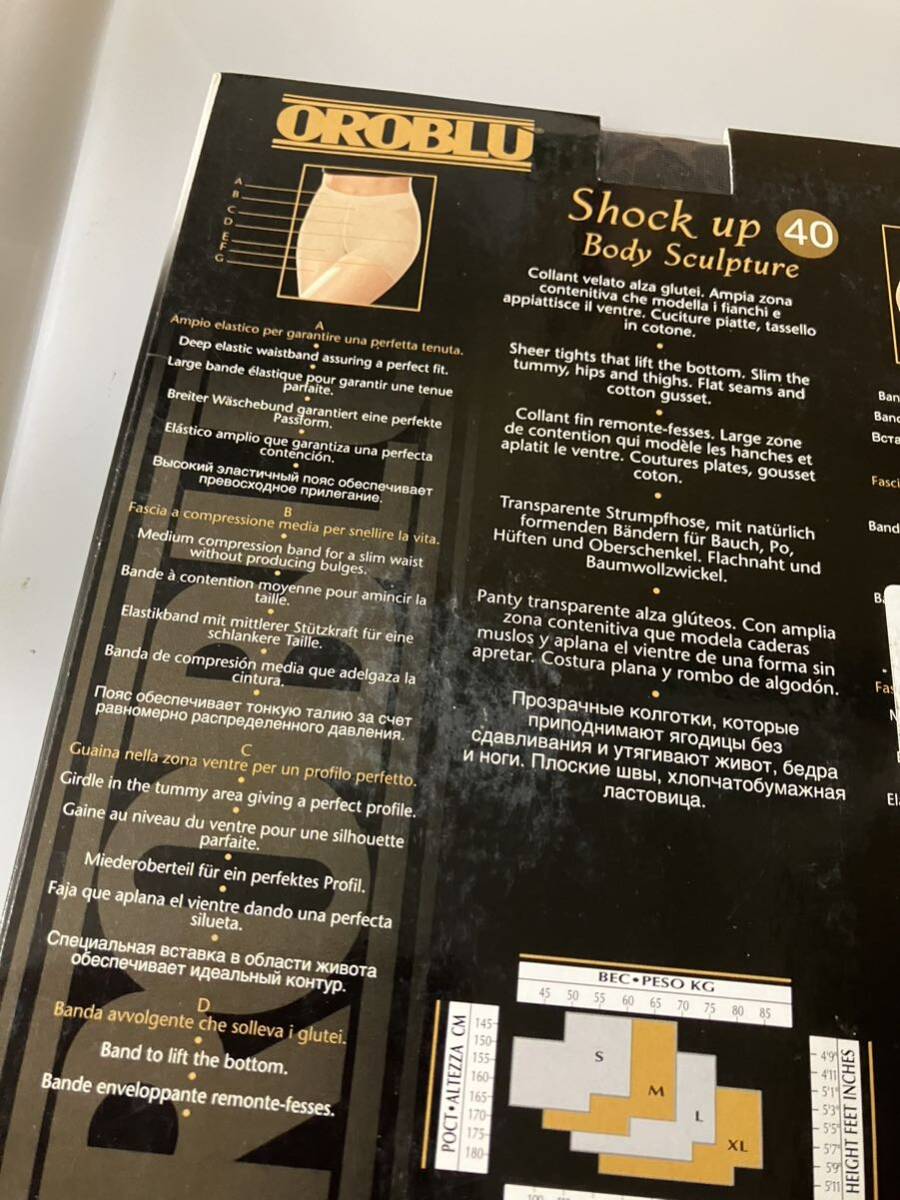 OROBLU
A
B
C
D
E
F
G
A
Ampio elastico per garantire una perfetta tenuta.
Deep elastic waistband assuring a perfect fit.
Large bande élastique pour garantir une tenue
parfaite.
Breiter Wäschebund garantiert eine perfekte
Passform.
Elástico amplio que garantiza una perfecta
contención.
Высокий эластичный пояс обеспечивает
превосходное прилегание.
B
Fascia a compressione media per snellire la vita.
Medium compression band for a slim waist
without producing bulges.
Bande à contention moyenne pour amincir la
taille.
Elastikband mit mittlerer Stützkraft für eine
schlankere Taille.
Banda de compresión media que adelgaza la
cintura.
Пояс обеспечивает тонкую талию за счет
равномерно распределенного давления.
C
Guaina nella zona ventre per un profilo perfetto.
Girdle in the tummy area giving a perfect profile.
Gaine au niveau du ventre pour une silhouette
parfaite.
Miederoberteil für ein perfektes Profil.
Faja que aplana el vientre dando una perfecta
silueta.
Специальная вставка в области живота
обеспечивает идеальный контур.
D
Banda avvolgente che solleva i glutei.
Band to lift the bottom.
Bande enveloppante remonte-fesses.
Shock up 40
Body Sculpture
Collant velato alza glutei. Ampia zona
contenitiva che modella i fianchi e
appiattisce il ventre. Cuciture piatte, tassello
in cotone.
Sheer tights that lift the bottom. Slim the
tummy, hips and thighs. Flat seams and
cotton gusset.
Collant fin remonte-fesses. Large zone
de contention qui modèle les hanches et
aplatit le ventre. Coutures plates, gousset
coton.
Transparente Strumpfhose, mit natürlich
formenden Bändern für Bauch, Po,
Hüften und Oberschenkel. Flachnaht und
Baumwollzwickel.
Panty transparente alza glúteos. Con amplia
zona contenitiva que modela caderas
muslos y aplana el vientre de una forma sin
apretar. Costura plana y rombo de algodón.
Прозрачные колготки, которые
приподнимают ягодицы без
сдавливания и утягивают живот, бедра
и ноги. Плоские швы, хлопчатобумажная
ластовица.
ВЕС•PESO KG
45 50 55 60 65 70 75 80 85
РОСТ•ALTEZZA CM
145
150
155
160
165
170
175
180
S
M
L
XL
4'9"
4'11
5'1"
5'3"
5'5"
5'7"
5'9"
5'11
HEIGHT FEET INCHES